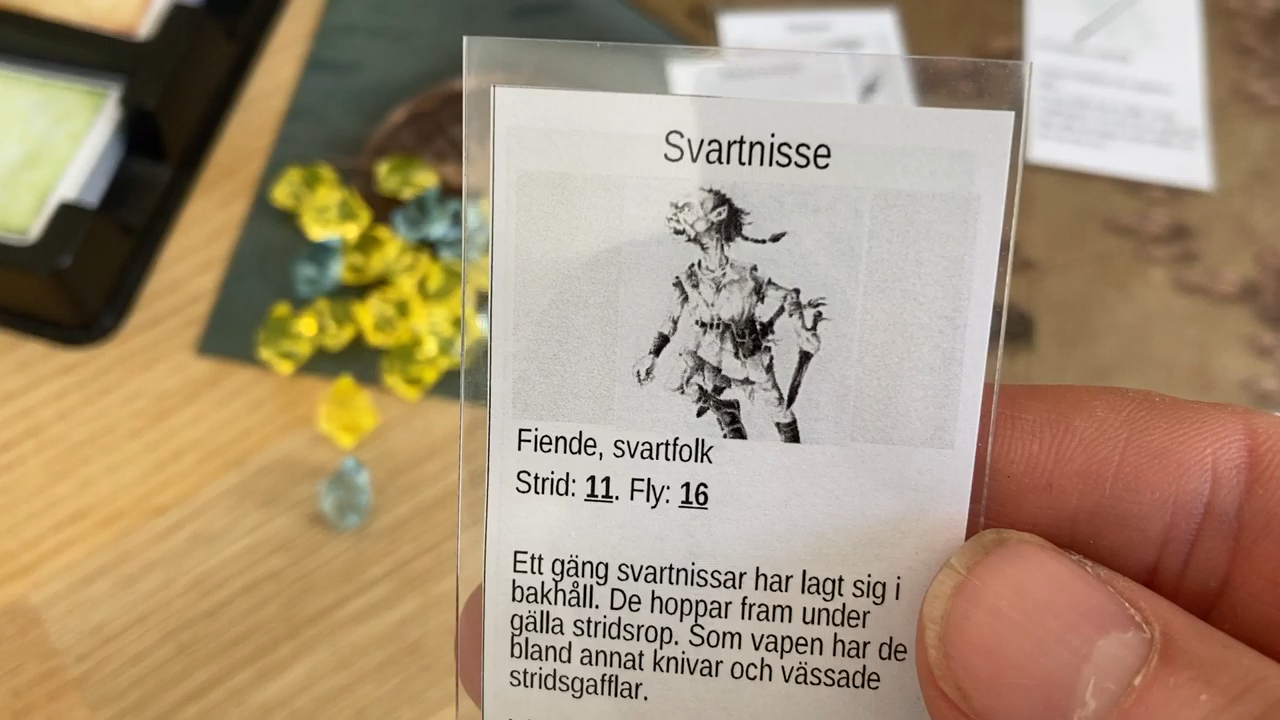 Svartnisse
Fiende, svartfolk
Strid: 11. Fly: 16
Ett gäng svartnissar har lagt sig i
bakhåll. De hoppar fram under
gälla stridsrop. Som vapen har de
bland annat knivar och vässade
stridsgafflar.